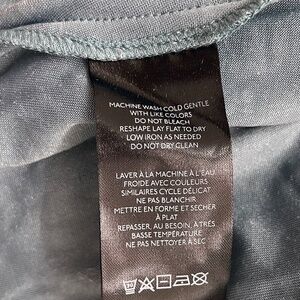 MACHINE WASH COLD GENTLE
WITH LIKE COLORS
DO NOT BLEACH
RESHAPE LAY FLAT TO DRY
LOW IRON AS NEEDED
DO NOT DRY CLEAN
LAVER À LA MACHINE À L'EAU
FROIDE AVEC COULEURS
SIMILAIRES CYCLE DÉLICAT
NE PAS BLANCHIR
METTRE EN FORME ET SÉCHER
À PLAT
REPASSER, AU BESOIN, À TRÈS
BASSE TEMPÉRATURE
NE PAS NETTOYER À SEC